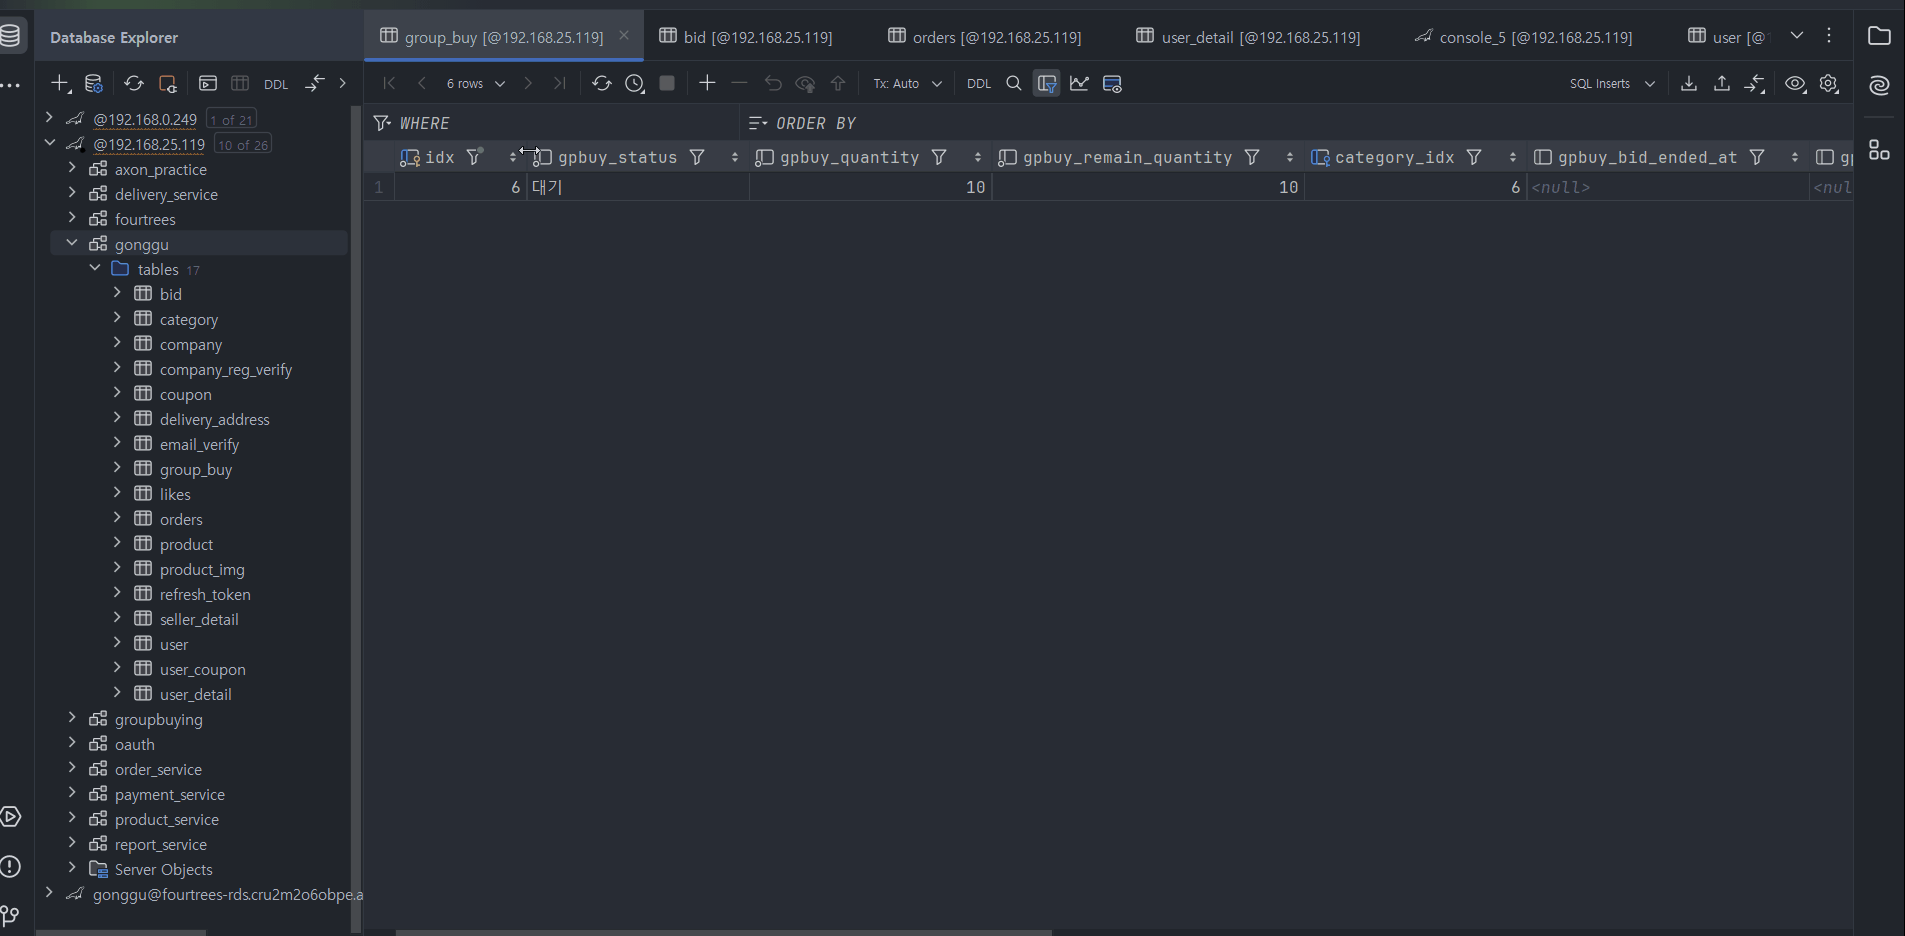 Database Explorer
group_buy [@192.168.25.119]
bid [@192.168.25.119]
orders [@192.168.25.119]
user_detail [@192.168.25.119]
console_5 [@192.168.25.119]
user [@
DDL
6 rows
Tx: Auto
DDL
SQL Inserts
@192.168.0.249 1 of 21
@192.168.25.119 10 of 26
axon_practice
delivery_service
fourtrees
gonggu
tables 17
bid
category
company
company_reg_verify
coupon
delivery_address
email_verify
group_buy
likes
orders
product
product_img
refresh_token
seller_detail
user
user_coupon
user_detail
groupbuying
oauth
order_service
payment_service
product_service
report_service
Server Objects
gonggu@fourtrees-rds.cru2m2o6obpe.a
WHERE
ORDER BY
idx gpbuy_status gpbuy_quantity gpbuy_remain_quantity category_idx gpbuy_bid_ended_at
1 6 대기 10 10 6 <null> <nul